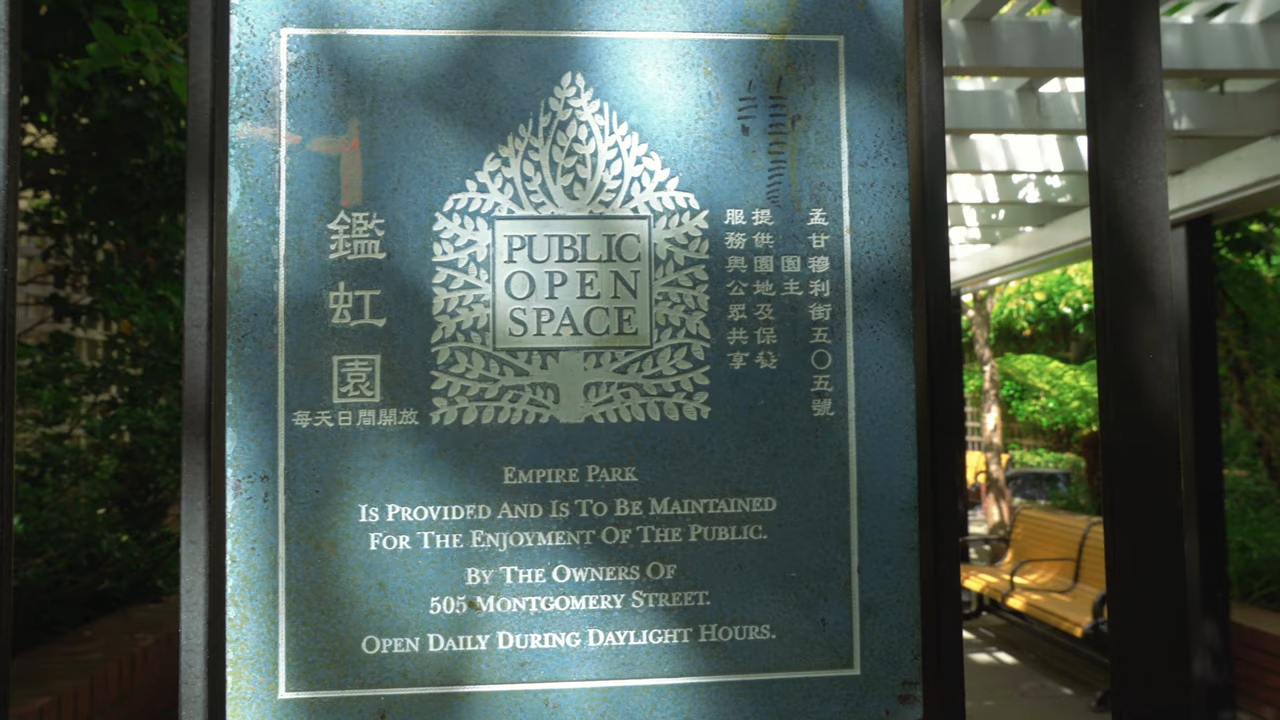 鑑虹園
每天日間開放
PUBLIC
OPEN
SPACE
孟甘穆利街五〇五號
園主
提供園地及保發
服務與公眾共享
EMPIRE PARK
IS PROVIDED AND IS TO BE MAINTAINED
FOR THE ENJOYMENT OF THE PUBLIC.
BY THE OWNERS OF
505 MONTGOMERY STREET.
OPEN DAILY DURING DAYLIGHT HOURS.